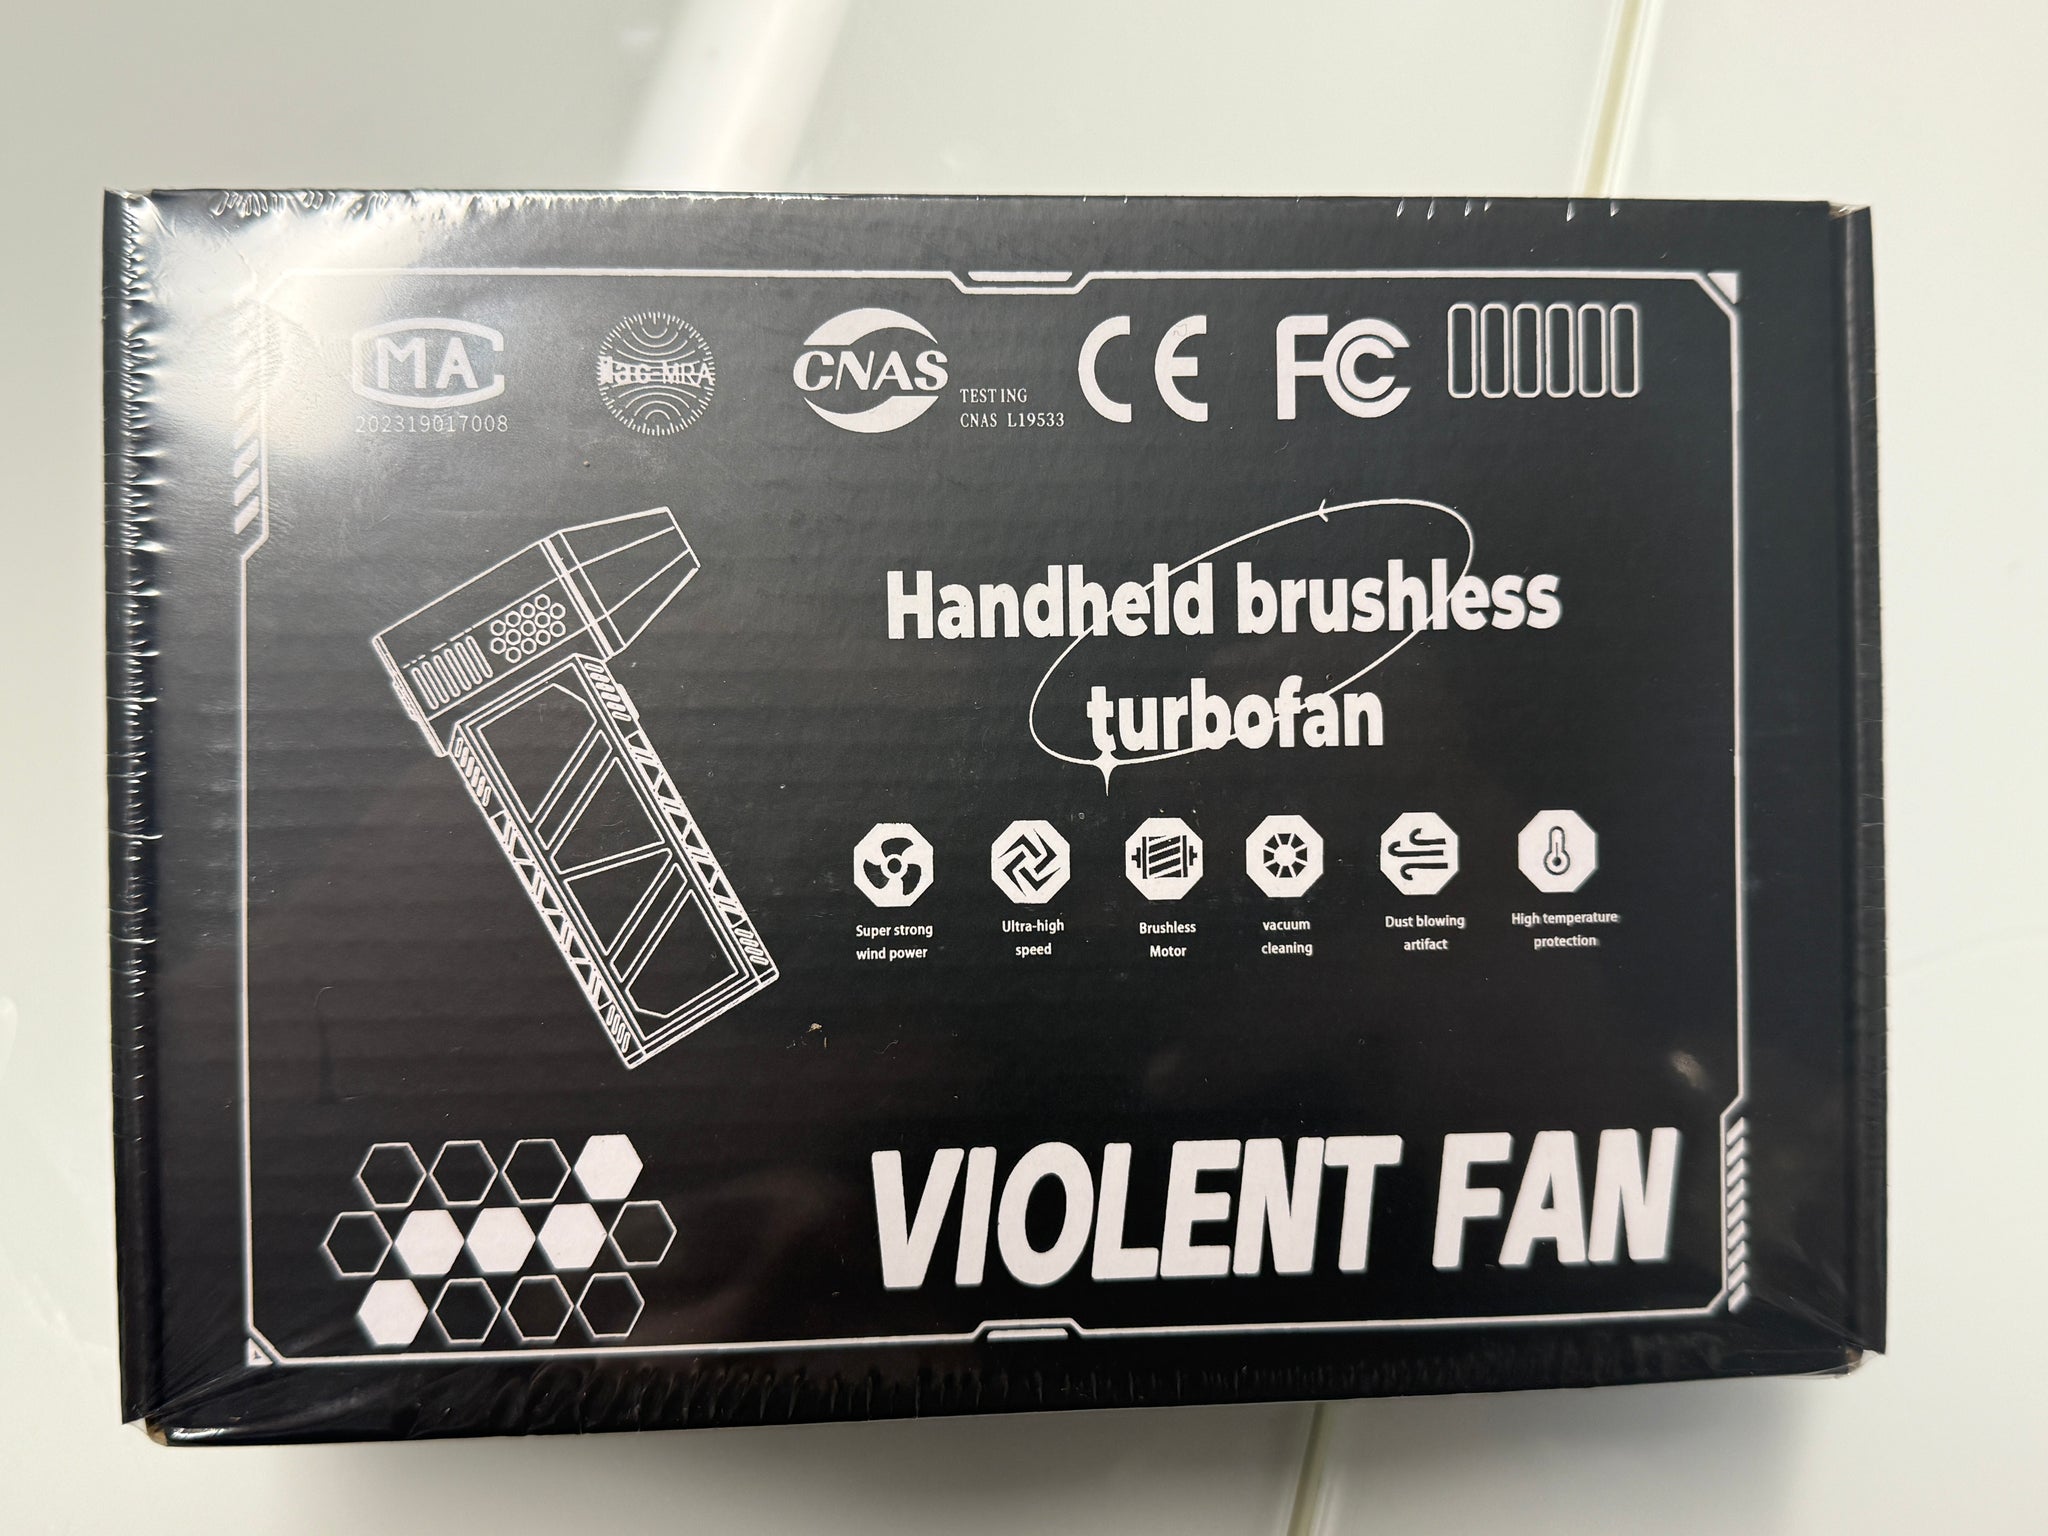 MA
202319017008
ilac-MRA
CNAS
TESTING
CNAS L19533
CE
FC
Handheld brushless
turbofan
Super strong
wind power
Ultra-high
speed
Brushless
Motor
vacuum
cleaning
Dust blowing
artifact
High temperature
protection
VIOLENT FAN